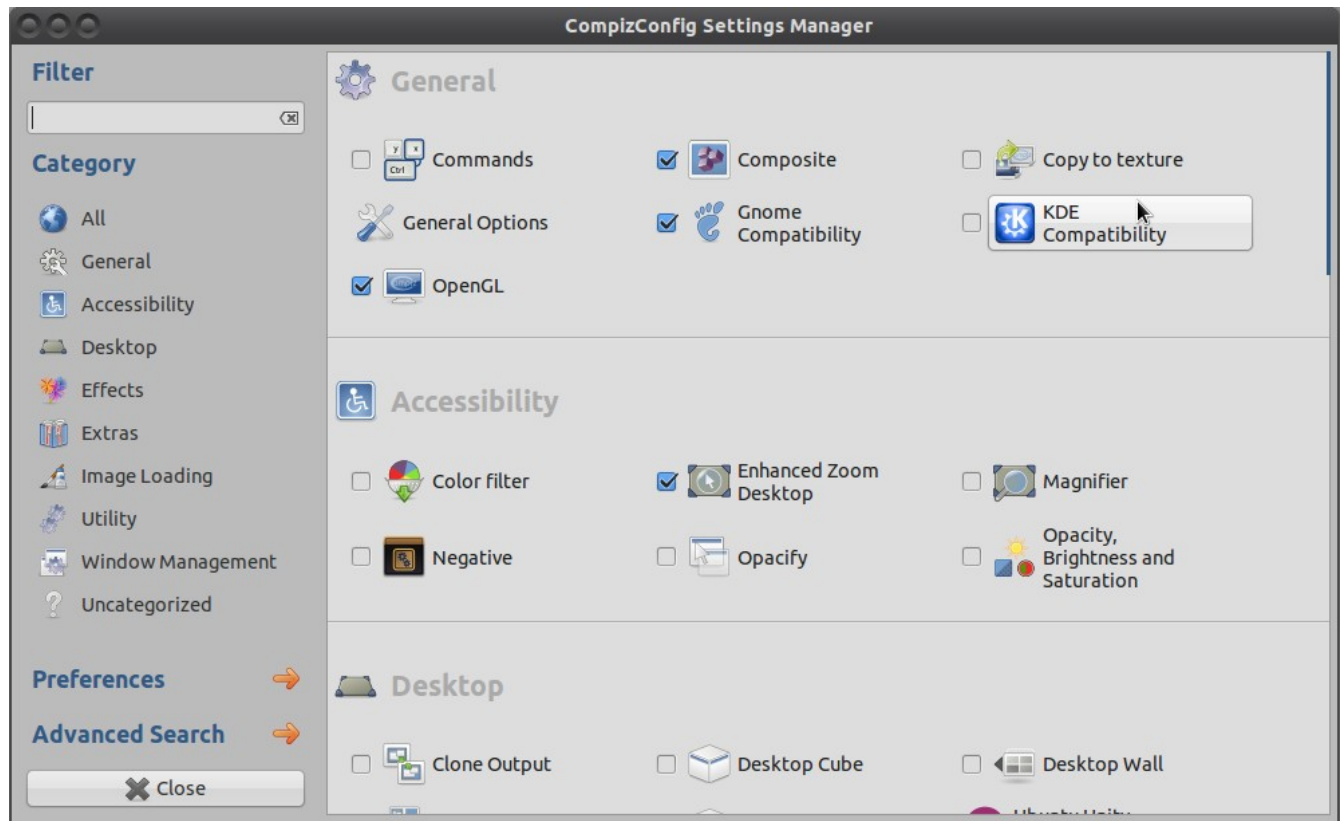 CompizConfig Settings Manager
Filter
Category
All
General
Accessibility
Desktop
Effects
Extras
Image Loading
Utility
Window Management
Uncategorized
Preferences
Advanced Search
Close
General
Commands
Composite
Copy to texture
General Options
Gnome
Compatibility
KDE
Compatibility
OpenGL
Accessibility
Color filter
Enhanced Zoom
Desktop
Magnifier
Negative
Opacify
Opacity,
Brightness and
Saturation
Desktop
Clone Output
Desktop Cube
Desktop Wall
Ubuntu Unity